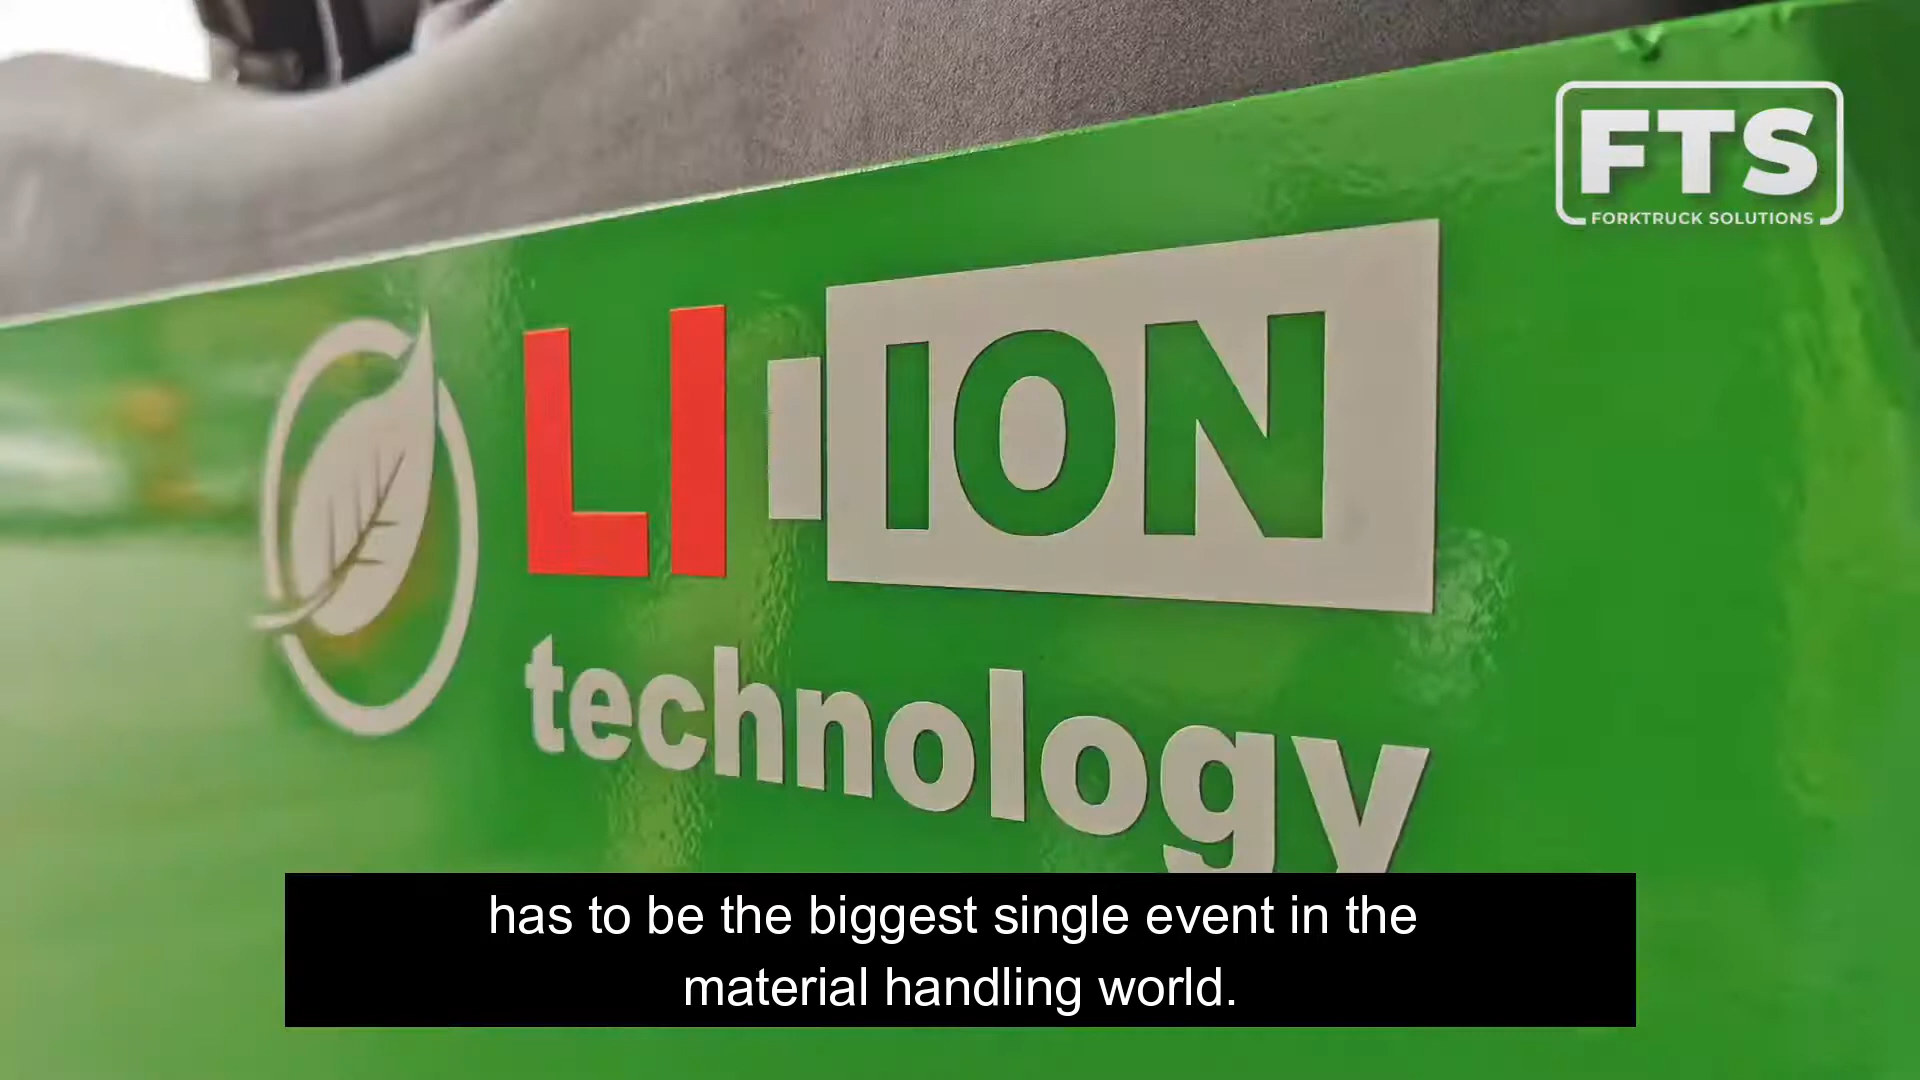 FTS
FORKTRUCK SOLUTIONS
LI ION
technology
has to be the biggest single event in the
material handling world.